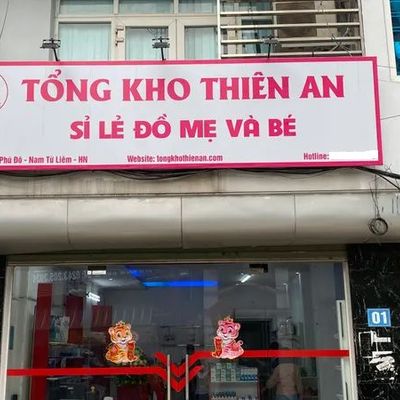 TỔNG KHO THIÊN AN
SỈ LẺ ĐỒ MẸ VÀ BÉ
Phú Đô - Nam Từ Liêm - HN Website: tongkhothienan.com Hotline:
01